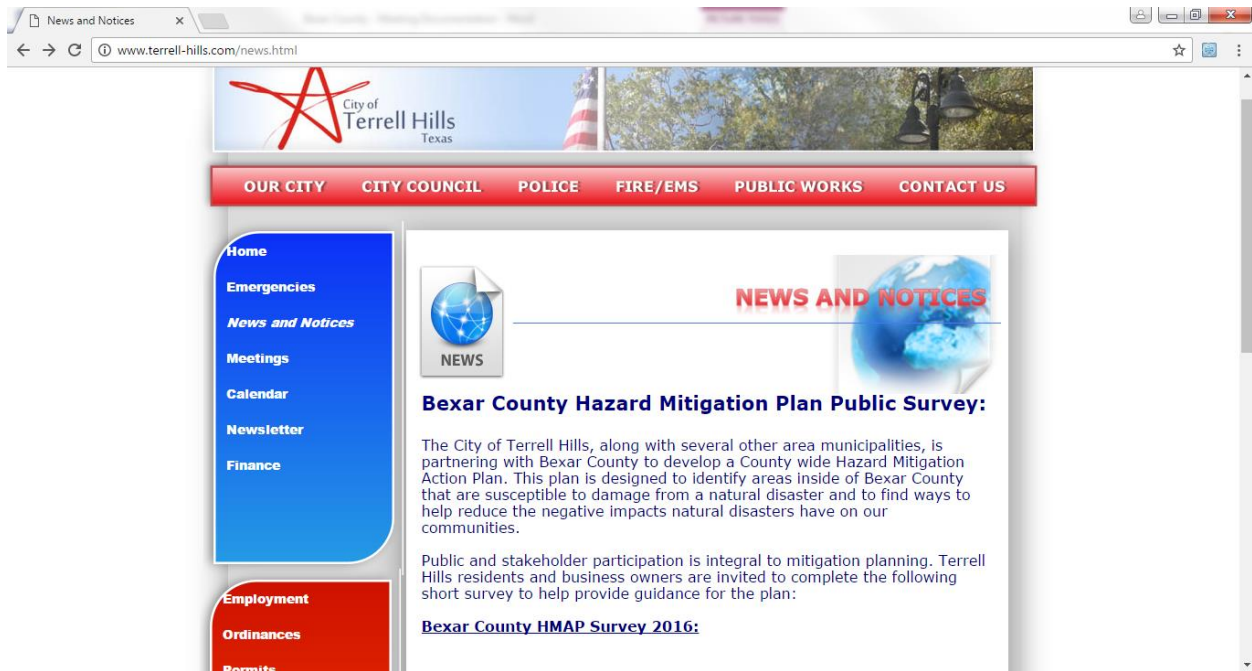 News and Notices
www.terrell-hills.com/news.html
City of
Terrell Hills
Texas
OUR CITY CITY COUNCIL POLICE FIRE/EMS PUBLIC WORKS CONTACT US
Home
Emergencies
News and Notices
Meetings
Calendar
Newsletter
Finance
Employment
Ordinances
Permits
NEWS
NEWS AND NOTICES
Bexar County Hazard Mitigation Plan Public Survey:
The City of Terrell Hills, along with several other area municipalities, is
partnering with Bexar County to develop a County wide Hazard Mitigation
Action Plan. This plan is designed to identify areas inside of Bexar County
that are susceptible to damage from a natural disaster and to find ways to
help reduce the negative impacts natural disasters have on our
communities.
Public and stakeholder participation is integral to mitigation planning. Terrell
Hills residents and business owners are invited to complete the following
short survey to help provide guidance for the plan:
Bexar County HMAP Survey 2016: